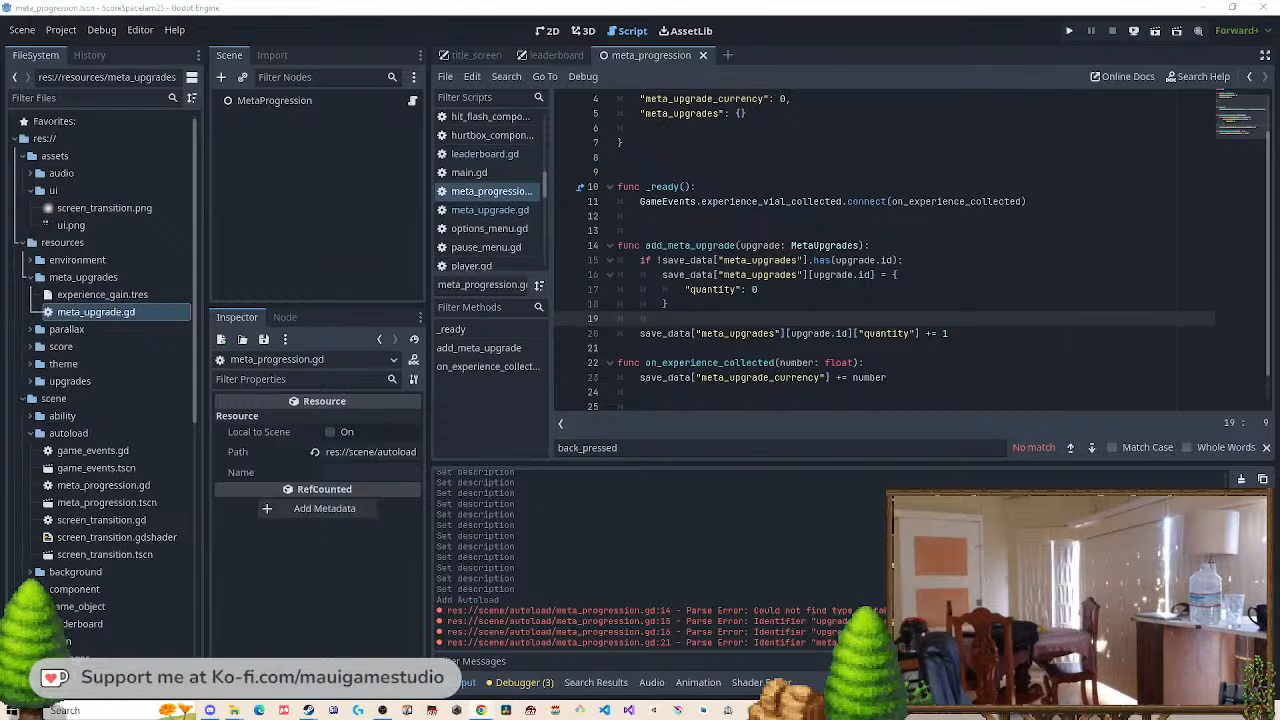 meta_progression.tscn - ScoreSpaceJam25 - Godot Engine
Scene Project Debug Editor Help
2D 3D Script AssetLib
Forward+
FileSystem History
res://resources/meta_upgrades
Filter Files
Favorites:
res://
assets
audio
ui
screen_transition.png
ui.png
resources
environment
meta_upgrades
experience_gain.tres
meta_upgrade.gd
parallax
score
theme
upgrades
scene
ability
autoload
game_events.gd
game_events.tscn
meta_progression.gd
meta_progression.tscn
screen_transition.gd
screen_transition.gdshader
screen_transition.tscn
background
component
ame_object
Scene Import
Filter Nodes
MetaProgression
Inspector Node
meta_progression.gd
Filter Properties
Resource
Resource
Local to Scene On
Path res://scene/autoload
Name
RefCounted
Add Metadata
title_screen leaderboard meta_progression
File Edit Search Go To Debug
Online Docs Search Help
Filter Scripts
hit_flash_compo...
hurtbox_compon...
leaderboard.gd
main.gd
meta_progressio...
meta_upgrade.gd
options_menu.gd
pause_menu.gd
player.gd
meta_progression.g
Filter Methods
_ready
add_meta_upgrade
on_experience_collect...
4 "meta_upgrade_currency": 0
5 "meta_upgrades": {}
6
7 }
8
9
10 func _ready():
11 GameEvents.experience_vial_collected.connect(on_experience_collected)
12
13
14 func add_meta_upgrade(upgrade: MetaUpgrades):
15 if !save_data["meta_upgrades"].has(upgrade.id):
16 save_data["meta_upgrades"][upgrade.id] = {
17 "quantity": 0
18 }
19
20 save_data["meta_upgrades"][upgrade.id]["quantity"] += 1
21
22 func on_experience_collected(number: float):
23 save_data["meta_upgrade_currency"] += number
24
25
19 : 9
back_pressed
No match Match Case Whole Words
Set description
Set description
Set description
Set description
Set description
Set description
Set description
Set description
Set description
Set description
Set description
Set description
Add Autoload
res://scene/autoload/meta_progression.gd:14 - Parse Error: Could not find type
res://scene/autoload/meta_progression.gd:15 - Parse Error: Identifier "upgra
res://scene/autoload/meta_progression.gd:16 - Parse Error: Identifier "upgr
res://scene/autoload/meta_progression.gd:21 - Parse Error: Identifier "met
Messages
Debugger (3) Search Results Audio Animation Shader
Support me at Ko-fi.com/mauigamestudio
Search